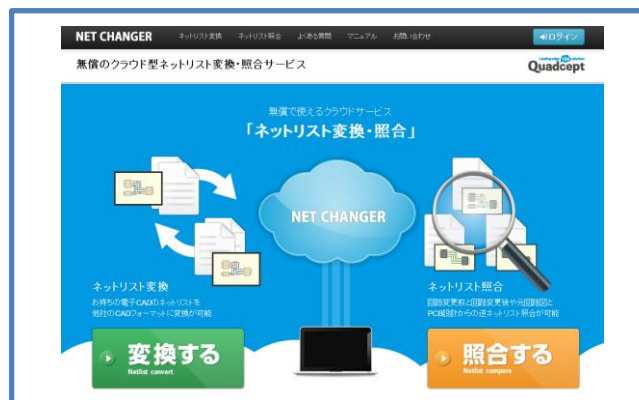 NET CHANGER
ネットリスト変換
ネットリスト照合
よくある質問
マニュアル
お問い合わせ
ログイン
無償のクラウド型ネットリスト変換・照合サービス
Quadcept
無償で使えるクラウドサービス
「ネットリスト変換・照合」
NET CHANGER
ネットリスト変換
お持ちの電子CADのネットリストを
他社のCADフォーマットに変換が可能
ネットリスト照合
回路変更前と回路変更後や元回路図と
PCB設計からの逆ネットリスト照合が可能
変換する
Netlist convert
照合する
Netlist compare